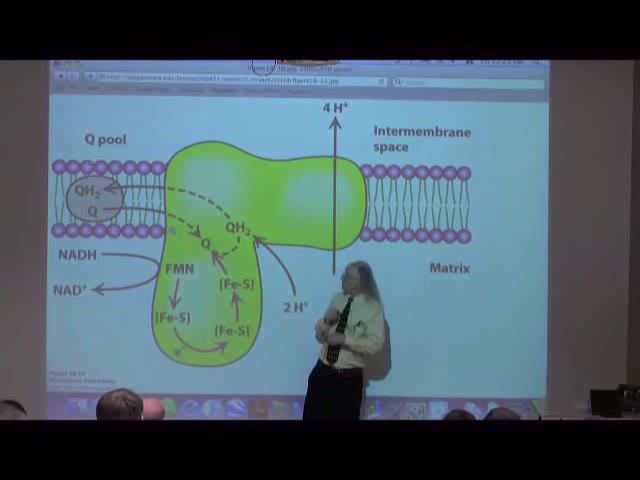 4 H⁺
Q pool
Intermembrane
space
QH₂
Q
QH₂
Q
NADH
FMN
[Fe-S]
Matrix
NAD⁺
2 H⁺
[Fe-S]
[Fe-S]
e⁻